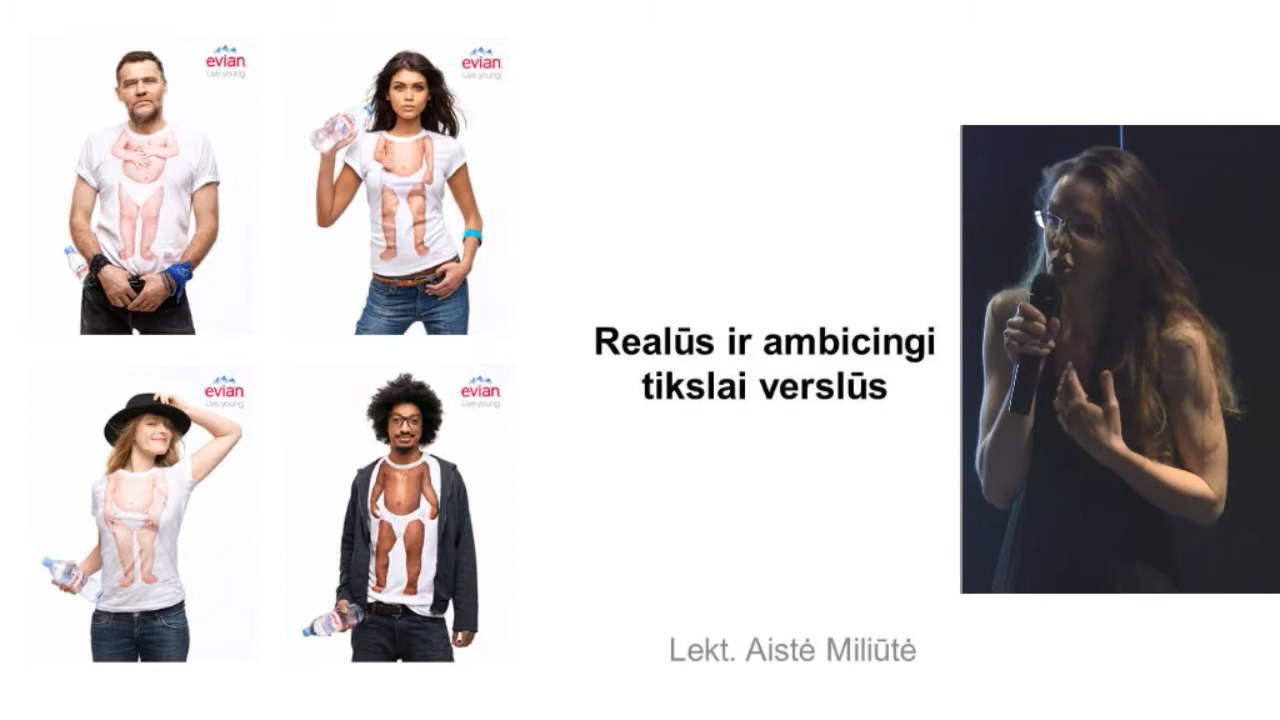 evian.
Live young
evian.
Live young
evian.
Live young
evian.
Live young
Realūs ir ambicingi
tikslai verslūs
Lekt. Aistė Miliūtė